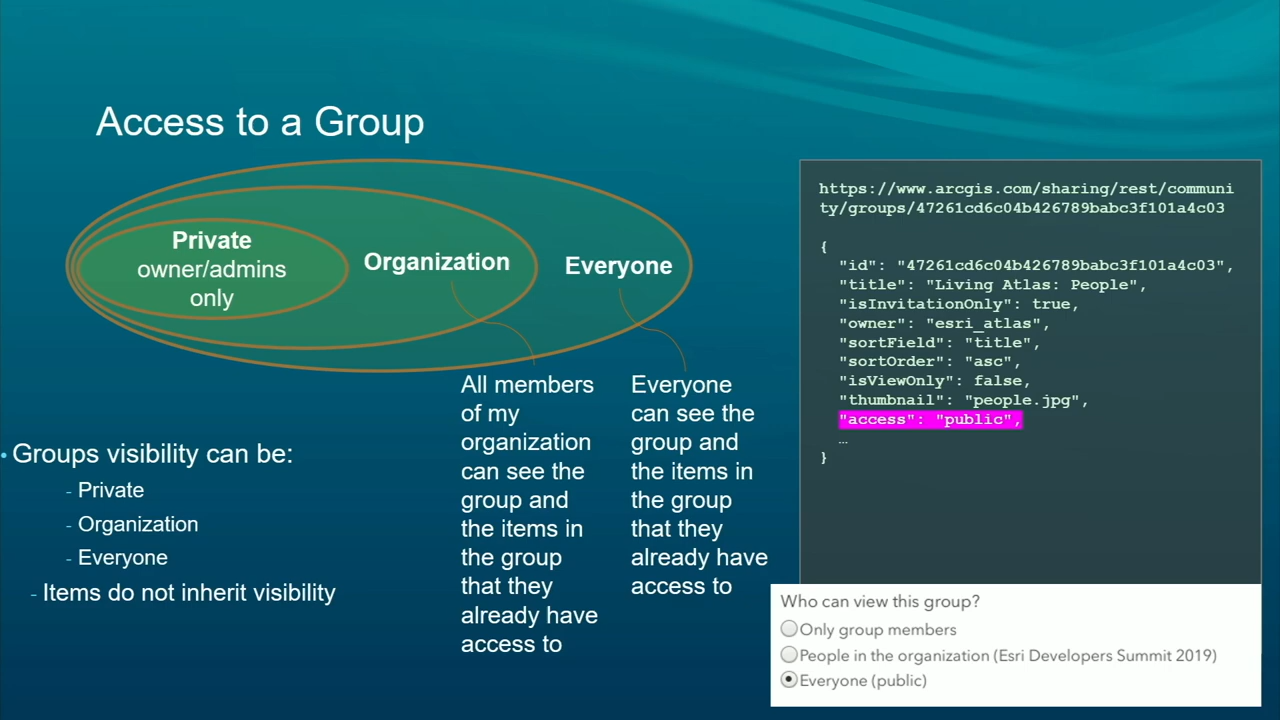 Access to a Group
Private
owner/admins
only
Organization
Everyone
All members
of my
organization
can see the
group and
the items in
the group
that they
already have
access to
Everyone
can see the
group and
the items in
the group
that they
already have
access to
• Groups visibility can be:
- Private
- Organization
- Everyone
- Items do not inherit visibility
https://www.arcgis.com/sharing/rest/communi
ty/groups/47261cd6c04b426789babc3f101a4c03
{
"id": "47261cd6c04b426789babc3f101a4c03",
"title": "Living Atlas: People",
"isInvitationOnly": true,
"owner": "esri_atlas",
"sortField": "title",
"sortOrder": "asc",
"isViewOnly": false,
"thumbnail": "people.jpg",
"access": "public",
…
}
Who can view this group?
Only group members
People in the organization (Esri Developers Summit 2019)
Everyone (public)